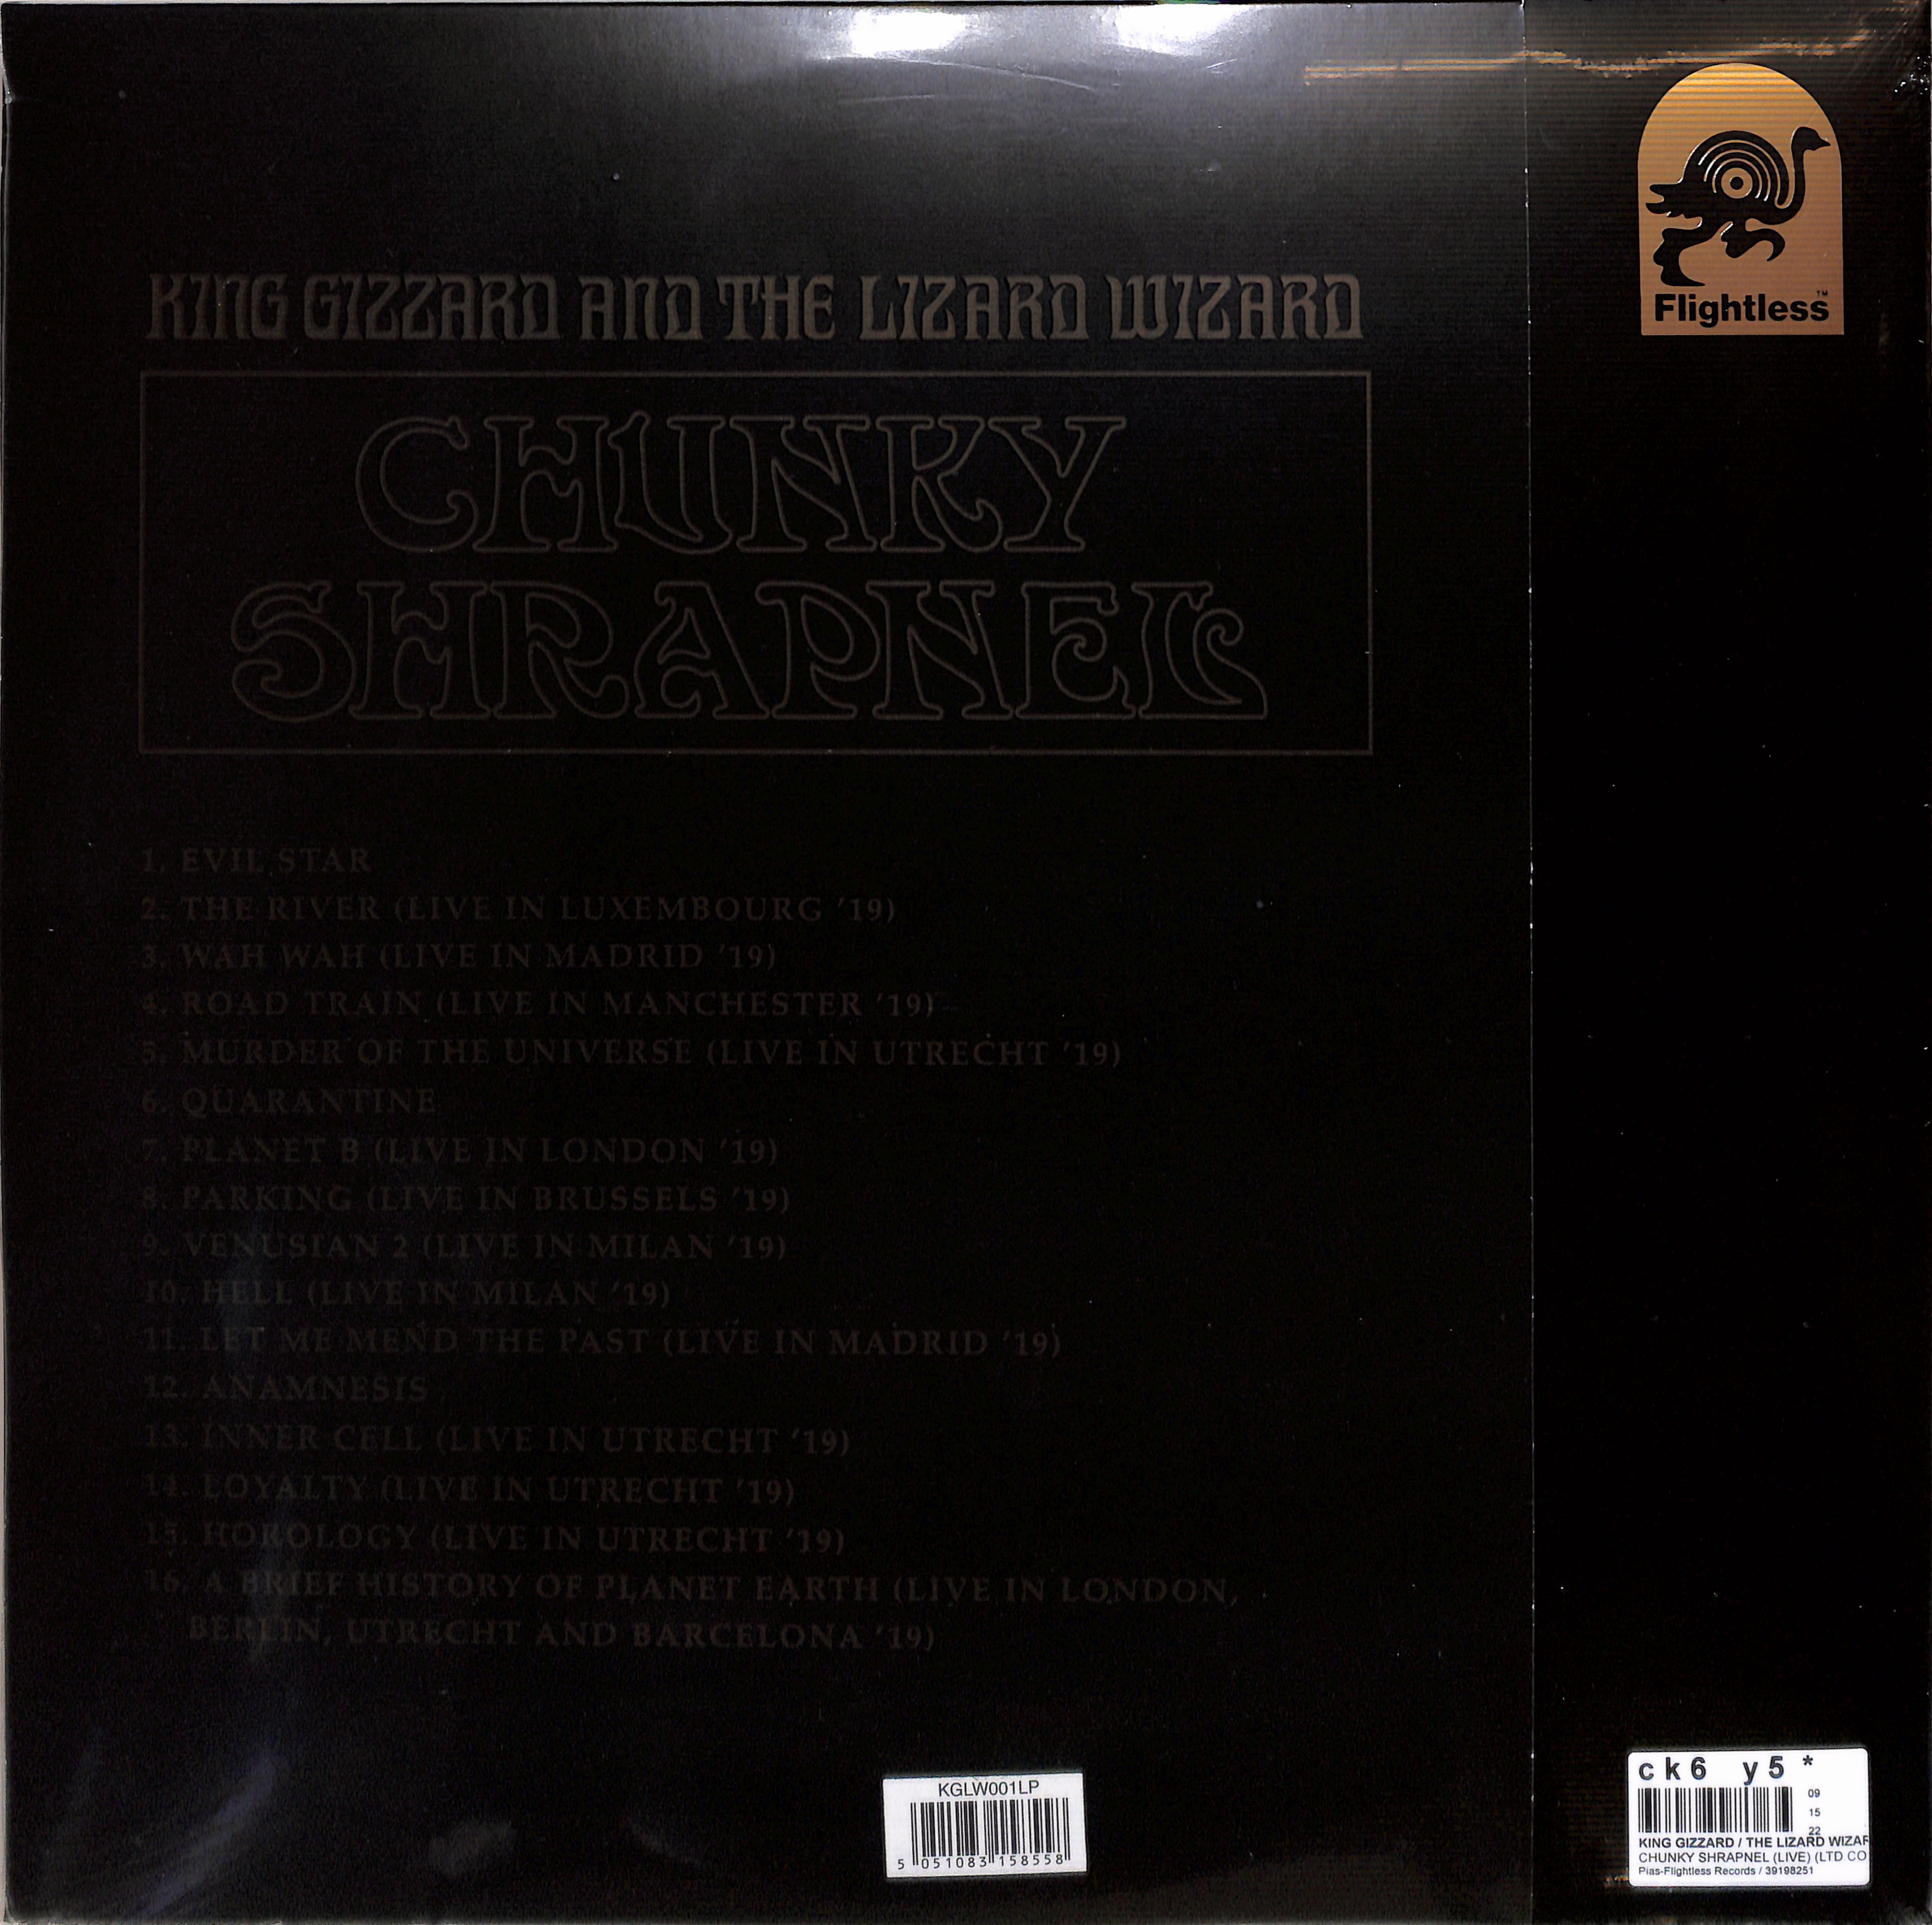 Flightless™
KING GIZZARD AND THE LIZARD WIZARD
CHUNKY
SHRAPNEL
1. EVIL STAR
2. THE RIVER (LIVE IN LUXEMBOURG '19)
3. WAH WAH (LIVE IN MADRID '19)
4. ROAD TRAIN (LIVE IN MANCHESTER '19)
5. MURDER OF THE UNIVERSE (LIVE IN UTRECHT '19)
6. QUARANTINE
7. PLANET B (LIVE IN LONDON '19)
8. PARKING (LIVE IN BRUSSELS '19)
9. VENUSIAN 2 (LIVE IN MILAN '19)
10. HELL (LIVE IN MILAN '19)
11. LET ME MEND THE PAST (LIVE IN MADRID '19)
12. ANAMNESIS
13. INNER CELL (LIVE IN UTRECHT '19)
14. LOYALTY (LIVE IN UTRECHT '19)
15. HOROLOGY (LIVE IN UTRECHT '19)
16. A BRIEF HISTORY OF PLANET EARTH (LIVE IN LONDON,
BERLIN, UTRECHT AND BARCELONA '19)
KGLW001LP
5 051083 158558
ck6 y5 *
09
15
22
KING GIZZARD / THE LIZARD WIZAR
CHUNKY SHRAPNEL (LIVE) (LTD CO
Pias-Flightless Records / 39198251